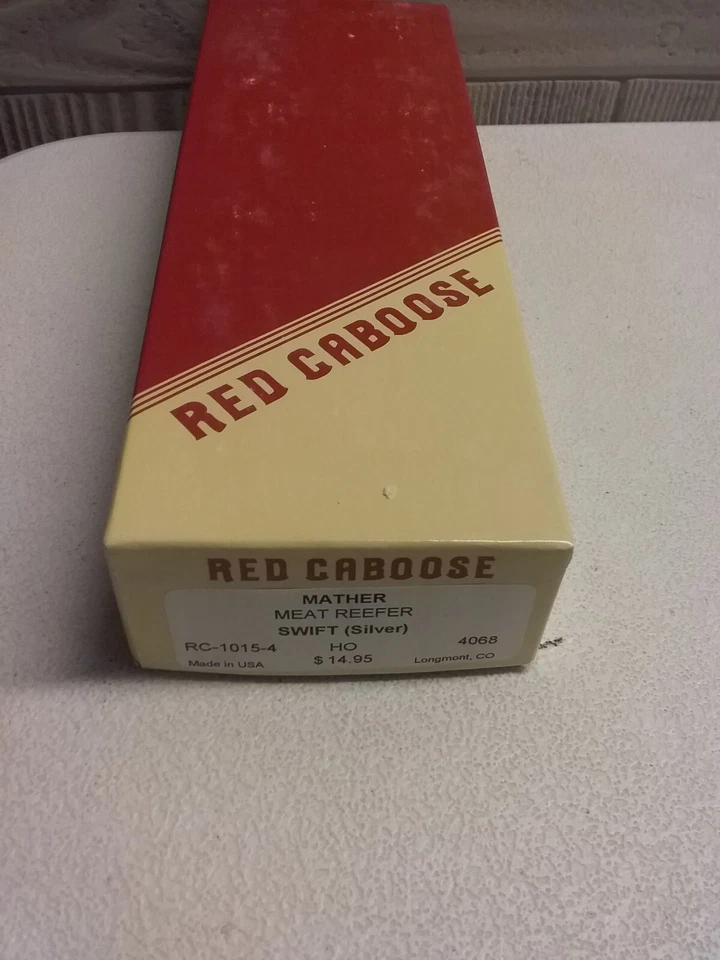 RED CABOOSE
RED CABOOSE
MATHER
MEAT REEFER
SWIFT (Silver)
RC-1015-4 HO 4068
Made in USA $14.95 Longmont, CO